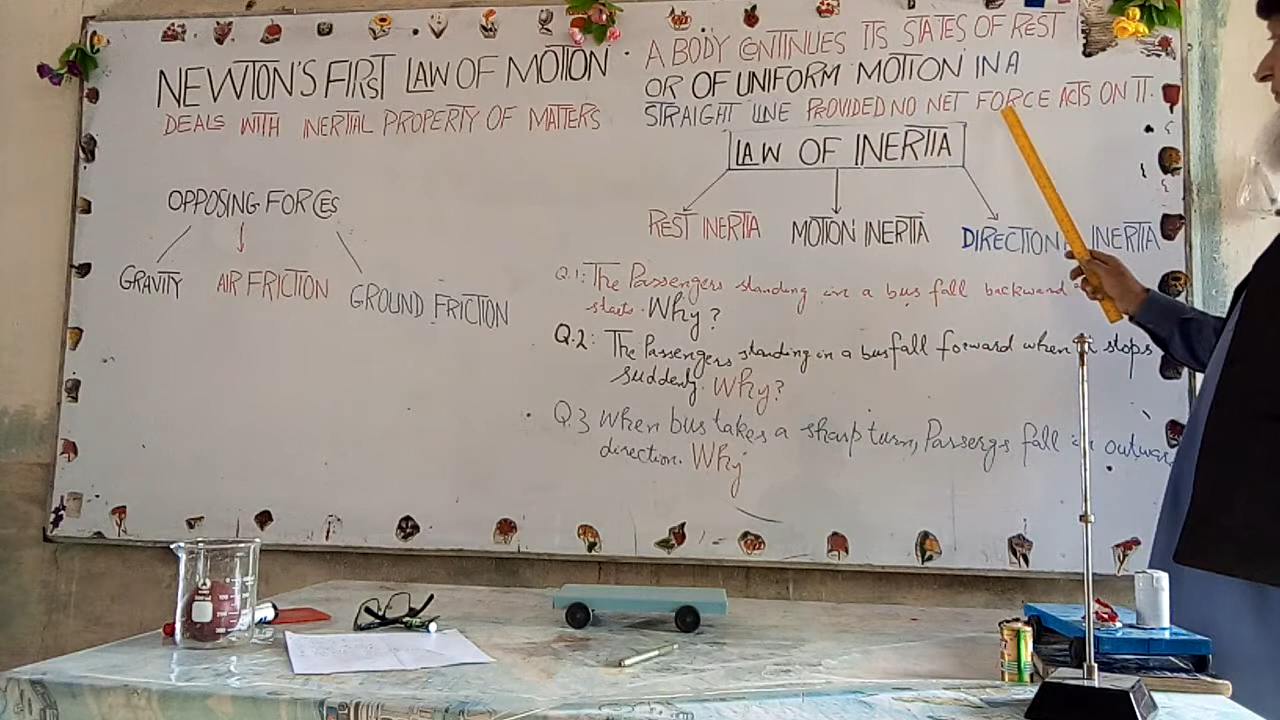 NEWTON'S FIRST LAW OF MOTION
DEALS WITH INERTIAL PROPERTY OF MATTERS
A BODY CONTINUES ITS STATES OF REST
OR OF UNIFORM MOTION IN A
STRAIGHT LINE PROVIDED NO NET FORCE ACTS ON IT.
LAW OF INERTIA
REST INERTIA MOTION INERTIA DIRECTION INERTIA
OPPOSING FORCES
GRAVITY AIR FRICTION GROUND FRICTION
Q.1: The Passengers standing in a bus fall backward
starts. Why?
Q.2: The Passengers standing in a bus fall forward when stops
suddenly. Why?
Q.3 When bus takes a sharp turn, Passergs fall in
direction. Why